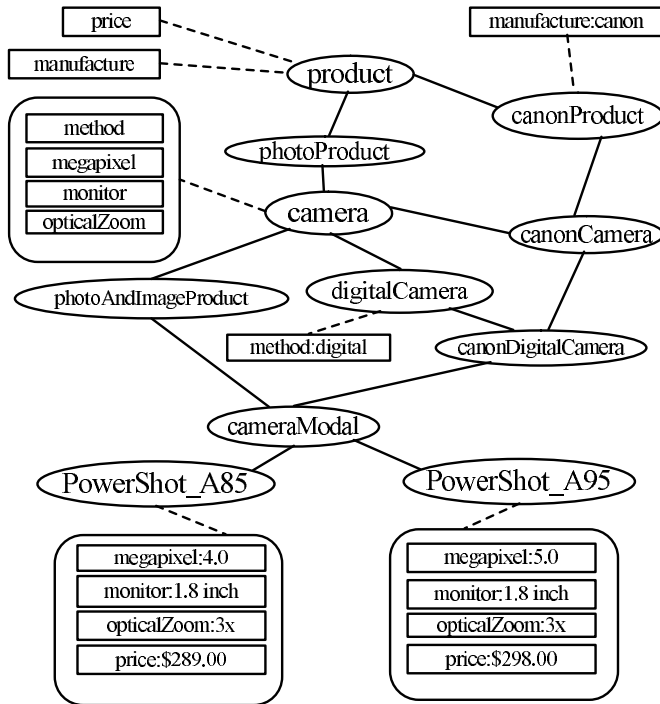 price
manufacture:canon
manufacture
product
canonProduct
method
megapixel
monitor
opticalZoom
photoProduct
camera
canonCamera
photoAndImageProduct
digitalCamera
method:digital
canonDigitalCamera
cameraModal
PowerShot_A85
PowerShot_A95
megapixel:4.0
monitor:1.8 inch
opticalZoom:3x
price:$289.00
megapixel:5.0
monitor:1.8 inch
opticalZoom:3x
price:$298.00